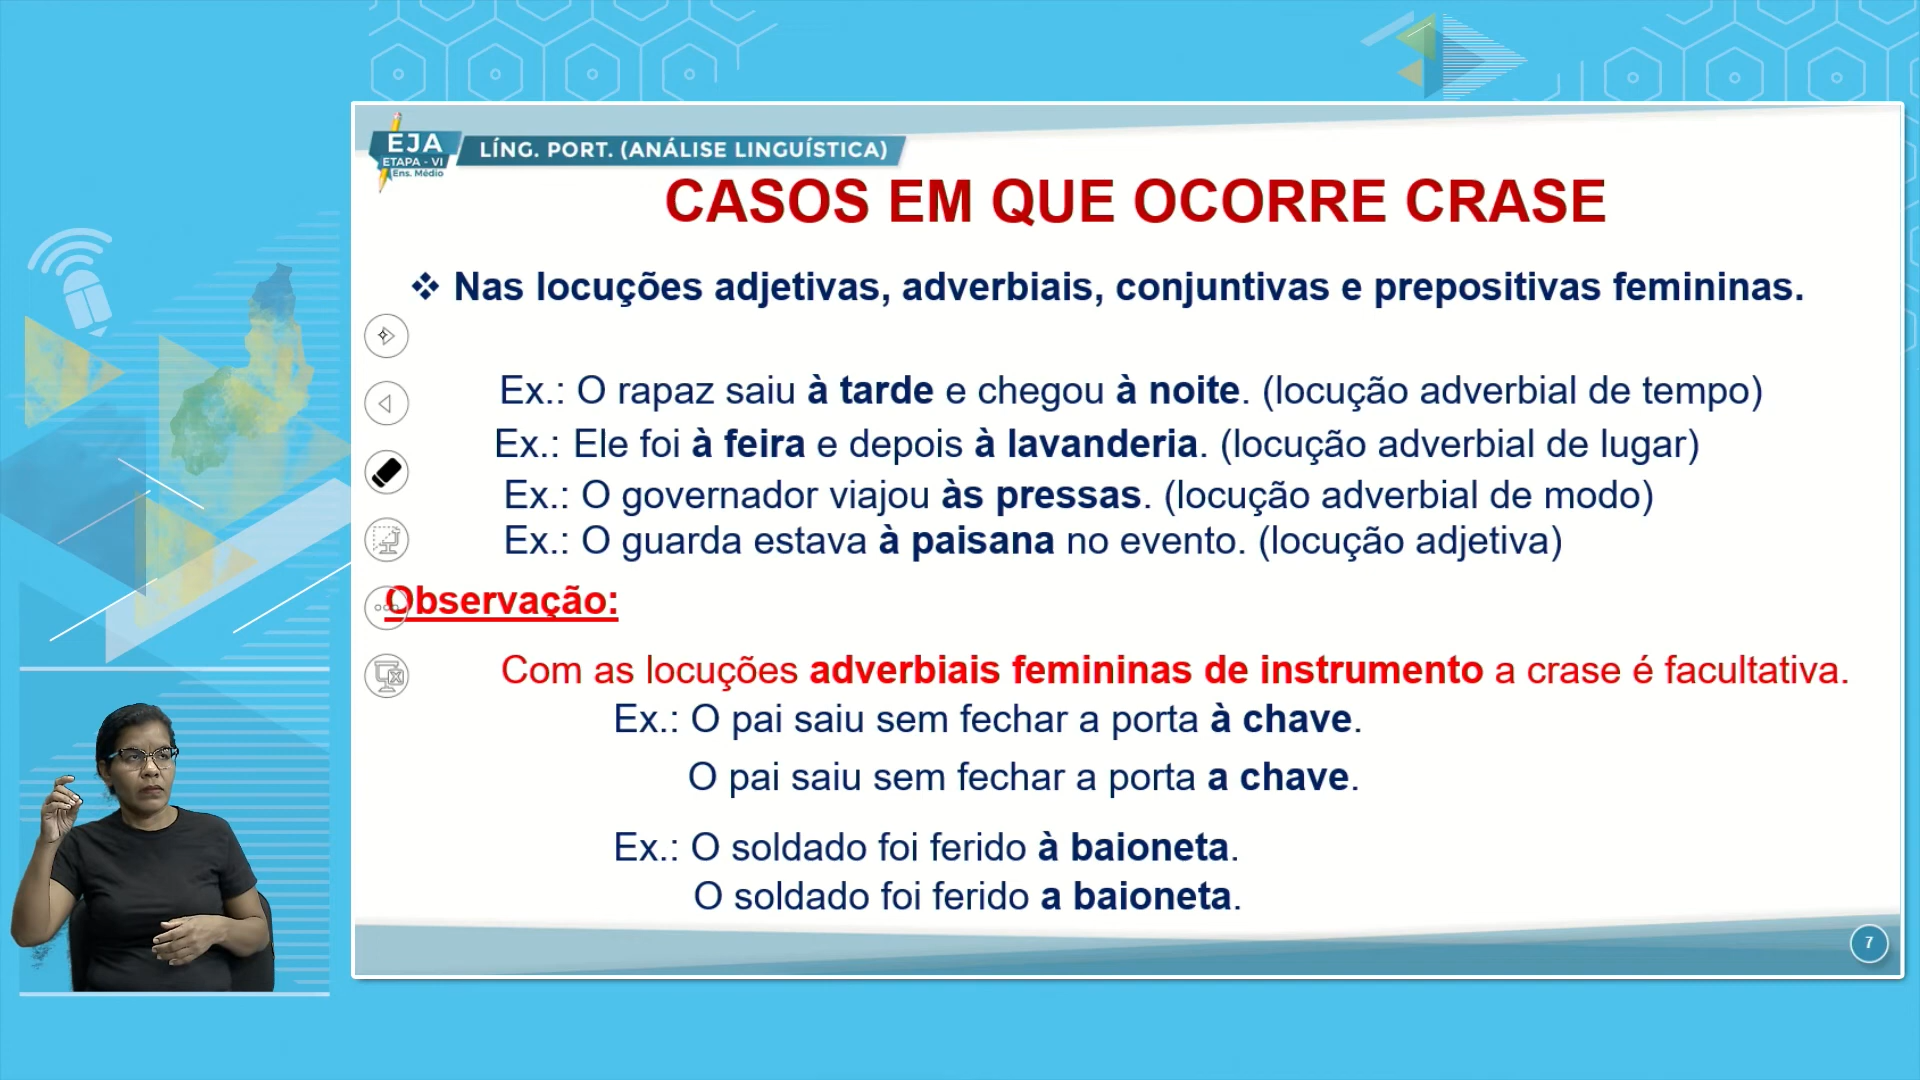 EJA
ETAPA - VI
Ens. Médio
LÍNG. PORT. (ANÁLISE LINGUÍSTICA)
CASOS EM QUE OCORRE CRASE
❖ Nas locuções adjetivas, adverbiais, conjuntivas e prepositivas femininas.
Ex.: O rapaz saiu à tarde e chegou à noite. (locução adverbial de tempo)
Ex.: Ele foi à feira e depois à lavanderia. (locução adverbial de lugar)
Ex.: O governador viajou às pressas. (locução adverbial de modo)
Ex.: O guarda estava à paisana no evento. (locução adjetiva)
Observação:
Com as locuções adverbiais femininas de instrumento a crase é facultativa.
Ex.: O pai saiu sem fechar a porta à chave.
O pai saiu sem fechar a porta a chave.
Ex.: O soldado foi ferido à baioneta.
O soldado foi ferido a baioneta.
7